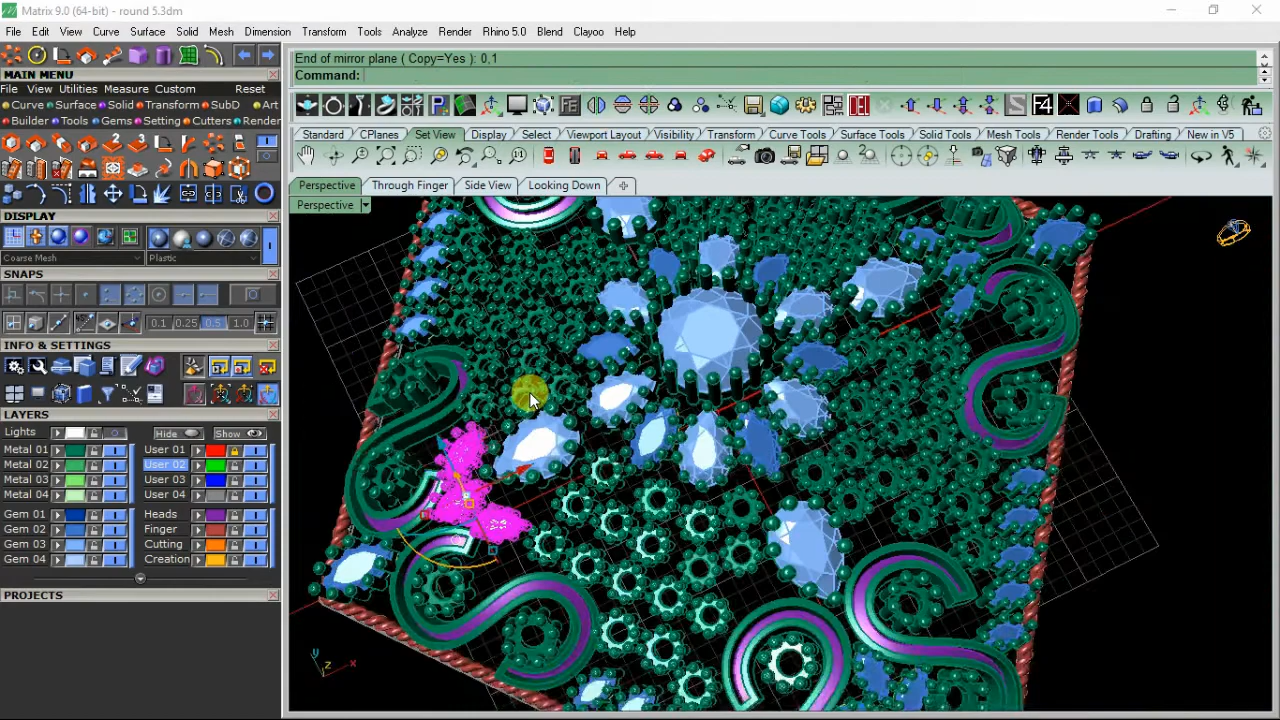 Matrix 9.0 (64-bit) - round 5.3dm
File Edit View Curve Surface Solid Mesh Dimension Transform Tools Analyze Render Rhino 5.0 Blend Clayoo Help
End of mirror plane ( Copy=Yes ): 0,1
Command:
MAIN MENU
File View Utilities Measure Custom Reset
Curve Surface Solid Transform SubD Art
Builder Tools Gems Setting Cutters Render
Standard CPlanes Set View Display Select Viewport Layout Visibility Transform Curve Tools Surface Tools Solid Tools Mesh Tools Render Tools Drafting New in V5
Perspective Through Finger Side View Looking Down
Perspective
DISPLAY
Coarse Mesh Plastic
SNAPS
0.1 0.25 0.5 1.0
INFO & SETTINGS
LAYERS
Lights Hide Show
Metal 01 User 01
Metal 02 User 02
Metal 03 User 03
Metal 04 User 04
Gem 01 Heads
Gem 02 Finger
Gem 03 Cutting
Gem 04 Creation
PROJECTS
y
z
x